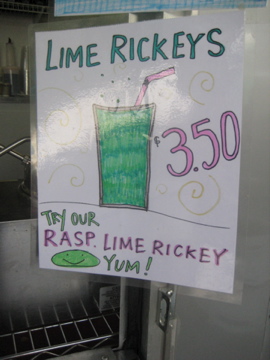 LIME RICKEYS
$3.50
TRY OUR
RASP. LIME RICKEY
YUM!